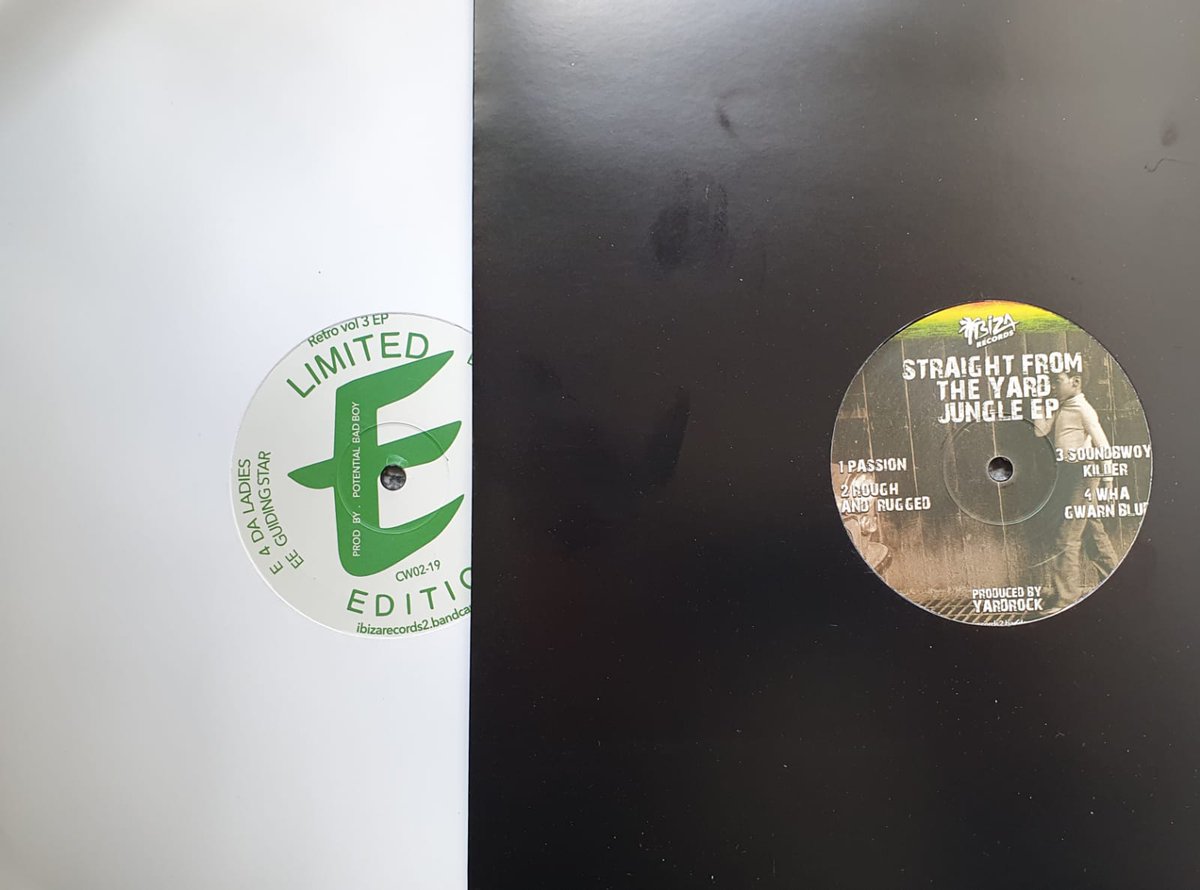 Retro vol 3 EP
LIMITED
PROD BY . POTENTIAL BAD BOY
E 4 DA LADIES
EE GUIDING STAR
CW02-19
EDITIO
ibizarecords2.bandca
IBIZA
RECORDS
STRAIGHT FROM
THE YARD
JUNGLE EP
1 PASSION
2 ROUGH
AND RUGGED
3 SOUNDBWOY
KILLER
4 WHA
GWARN BLU
PRODUCED BY
YARDROCK